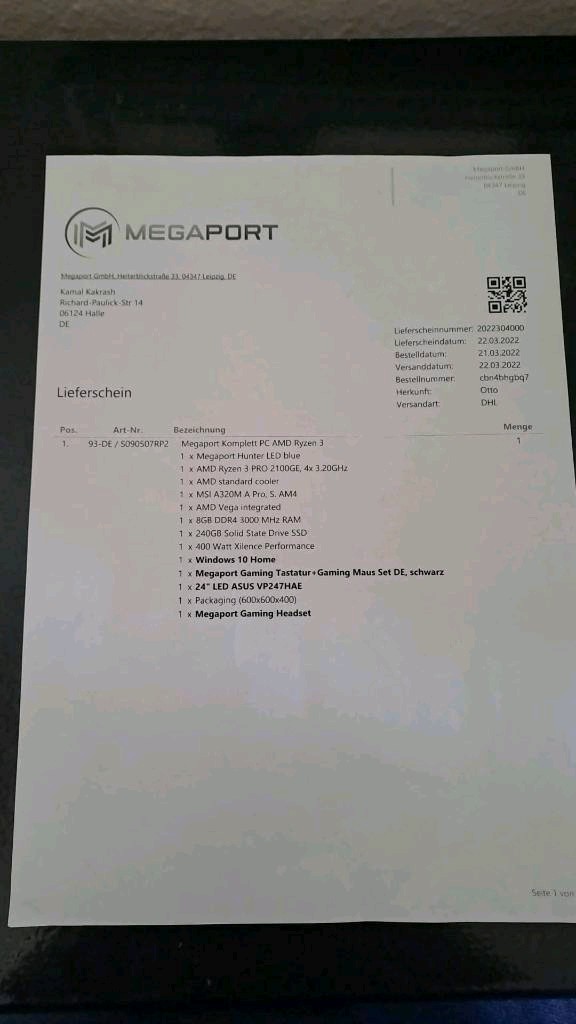 Megaport GmbH
Heiterblickstraße 33
04347 Leipzig
DE
MEGAPORT
Megaport GmbH, Heiterblickstraße 33, 04347 Leipzig, DE
Kamal Kakrash
Richard-Paulick-Str 14
06124 Halle
DE
Lieferscheinnummer: 2022304000
Lieferscheindatum: 22.03.2022
Bestelldatum: 21.03.2022
Versanddatum: 22.03.2022
Bestellnummer: cbn4bhgbq7
Herkunft: Otto
Versandart: DHL
Lieferschein
Pos. Art-Nr. Bezeichnung Menge
1. 93-DE / S090507RP2 Megaport Komplett PC AMD Ryzen 3 1
1 x Megaport Hunter LED blue
1 x AMD Ryzen 3 PRO 2100GE, 4x 3.20GHz
1 x AMD standard cooler
1 x MSI A320M A Pro, S. AM4
1 x AMD Vega integrated
1 x 8GB DDR4 3000 MHz RAM
1 x 240GB Solid State Drive SSD
1 x 400 Watt Xilence Performance
1 x Windows 10 Home
1 x Megaport Gaming Tastatur+Gaming Maus Set DE, schwarz
1 x 24" LED ASUS VP247HAE
1 x Packaging (600x600x400)
1 x Megaport Gaming Headset
Seite 1 von